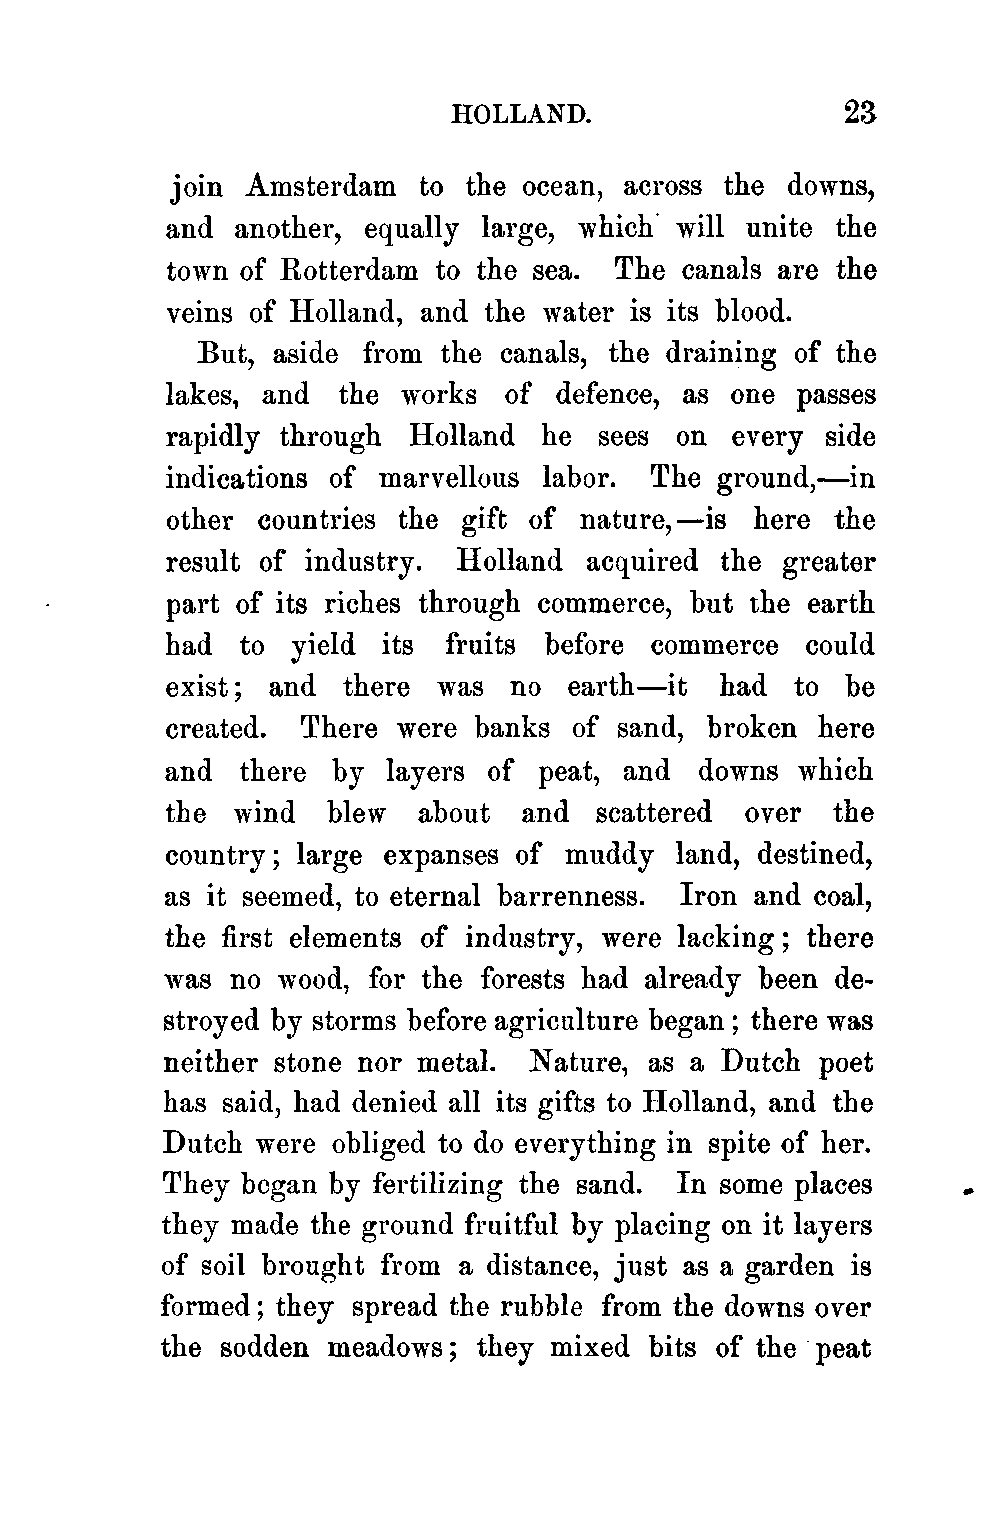 HOLLAND. 23
join Amsterdam to the ocean, across the downs,
and another, equally large, which will unite the
town of Rotterdam to the sea. The canals are the
veins of Holland, and the water is its blood.
But, aside from the canals, the draining of the
lakes, and the works of defence, as one passes
rapidly through Holland he sees on every side
indications of marvellous labor. The ground,—in
other countries the gift of nature,—is here the
result of industry. Holland acquired the greater
part of its riches through commerce, but the earth
had to yield its fruits before commerce could
exist; and there was no earth—it had to be
created. There were banks of sand, broken here
and there by layers of peat, and downs which
the wind blew about and scattered over the
country; large expanses of muddy land, destined,
as it seemed, to eternal barrenness. Iron and coal,
the first elements of industry, were lacking; there
was no wood, for the forests had already been de-
stroyed by storms before agriculture began; there was
neither stone nor metal. Nature, as a Dutch poet
has said, had denied all its gifts to Holland, and the
Dutch were obliged to do everything in spite of her.
They began by fertilizing the sand. In some places
they made the ground fruitful by placing on it layers
of soil brought from a distance, just as a garden is
formed; they spread the rubble from the downs over
the sodden meadows; they mixed bits of the peat